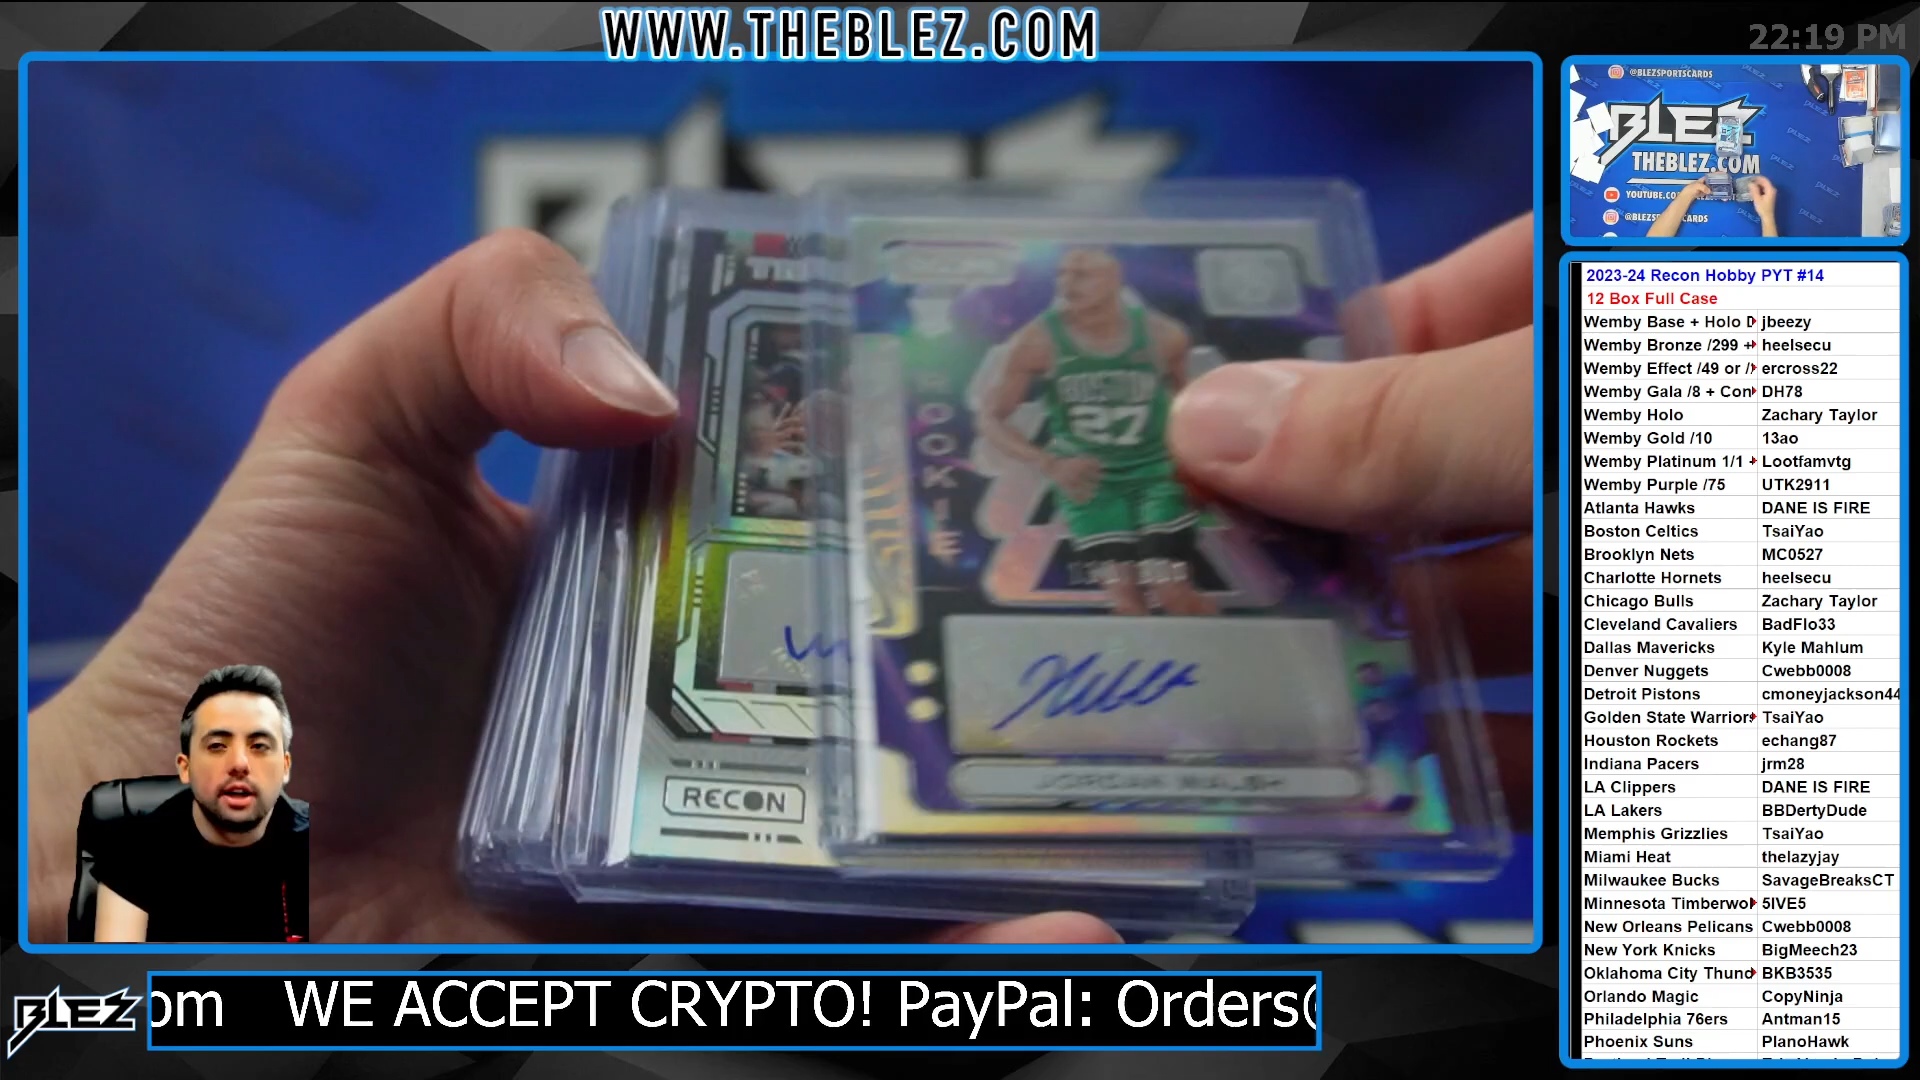 WWW.THEBLEZ.COM
22:19 PM
@BLEZSPORTSCARDS
BLEZ
THEBLEZ.COM
ROOKIE
BOSTON
27
JORDAN WALSH
RECON
2023-24 Recon Hobby PYT #14
12 Box Full Case
Wemby Base + Holo D jbeezy
Wemby Bronze /299 + heelsecu
Wemby Effect /49 or / ercross22
Wemby Gala /8 + Con DH78
Wemby Holo Zachary Taylor
Wemby Gold /10 13ao
Wemby Platinum 1/1 + Lootfamvtg
Wemby Purple /75 UTK2911
Atlanta Hawks DANE IS FIRE
Boston Celtics TsaiYao
Brooklyn Nets MC0527
Charlotte Hornets heelsecu
Chicago Bulls Zachary Taylor
Cleveland Cavaliers BadFlo33
Dallas Mavericks Kyle Mahlum
Denver Nuggets Cwebb0008
Detroit Pistons cmoneyjackson44
Golden State Warriors TsaiYao
Houston Rockets echang87
Indiana Pacers jrm28
LA Clippers DANE IS FIRE
LA Lakers BBDertyDude
Memphis Grizzlies TsaiYao
Miami Heat thelazyjay
Milwaukee Bucks SavageBreaksCT
Minnesota Timberwol 5IVE5
New Orleans Pelicans Cwebb0008
New York Knicks BigMeech23
Oklahoma City Thund BKB3535
Orlando Magic CopyNinja
Philadelphia 76ers Antman15
Phoenix Suns PlanoHawk
BLEZ
om WE ACCEPT CRYPTO! PayPal: Orders@